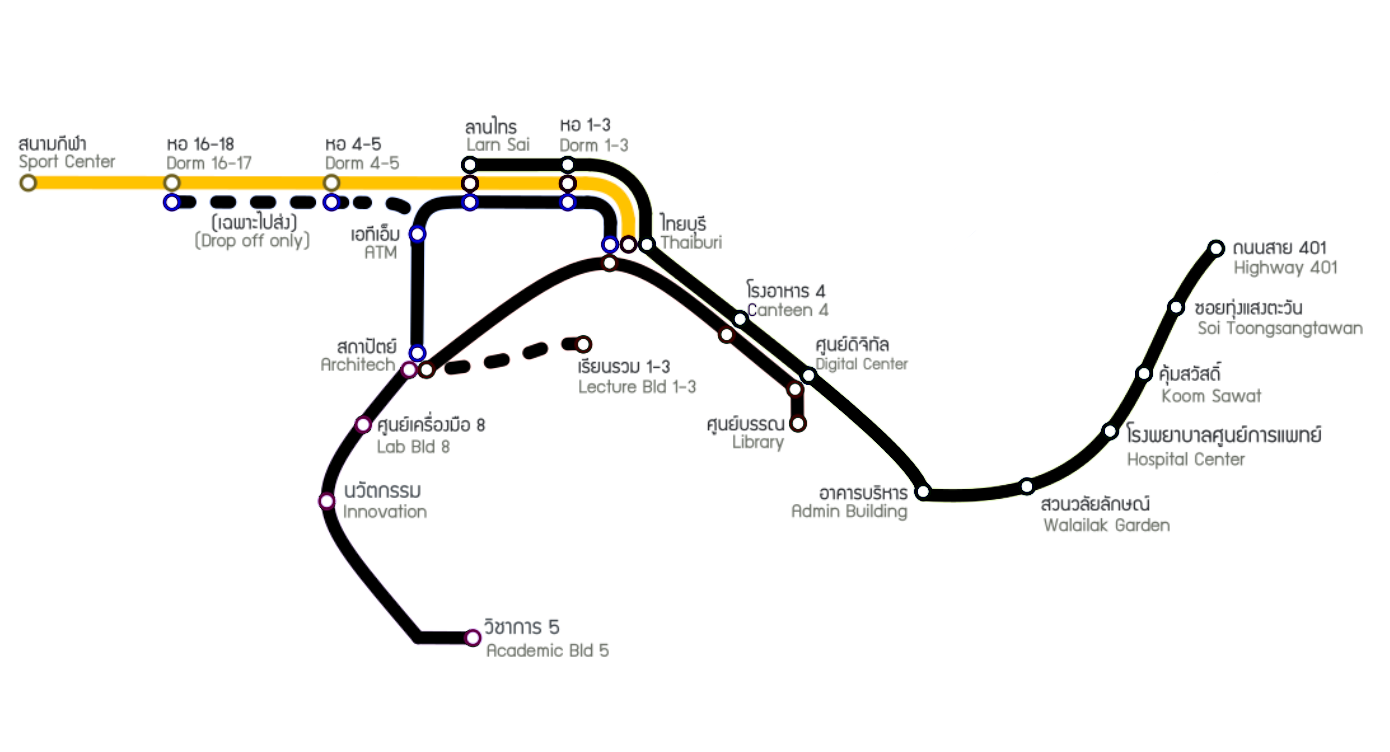 สนามกีฬา
Sport Center
หอ 16-18
Dorm 16-17
หอ 4-5
Dorm 4-5
ลานไทร
Larn Sai
หอ 1-3
Dorm 1-3
(เฉพาะไปส่ง)
(Drop off only)
เอทีเอ็ม
ATM
ไทยบุรี
Thaiburi
ถนนสาย 401
Highway 401
โรงอาหาร 4
Canteen 4
ซอยทุ่งแสงตะวัน
Soi Toongsangtawan
สถาปัตย์
Architech
ศูนย์ดิจิทัล
Digital Center
เรียนรวม 1-3
Lecture Bld 1-3
คุ้มสวัสดิ์
Koom Sawat
ศูนย์เครื่องมือ 8
Lab Bld 8
ศูนย์บรรณ
Library
โรงพยาบาลศูนย์การแพทย์
Hospital Center
นวัตกรรม
Innovation
อาคารบริหาร
Admin Building
สวนวลัยลักษณ์
Walailak Garden
วิชาการ 5
Academic Bld 5